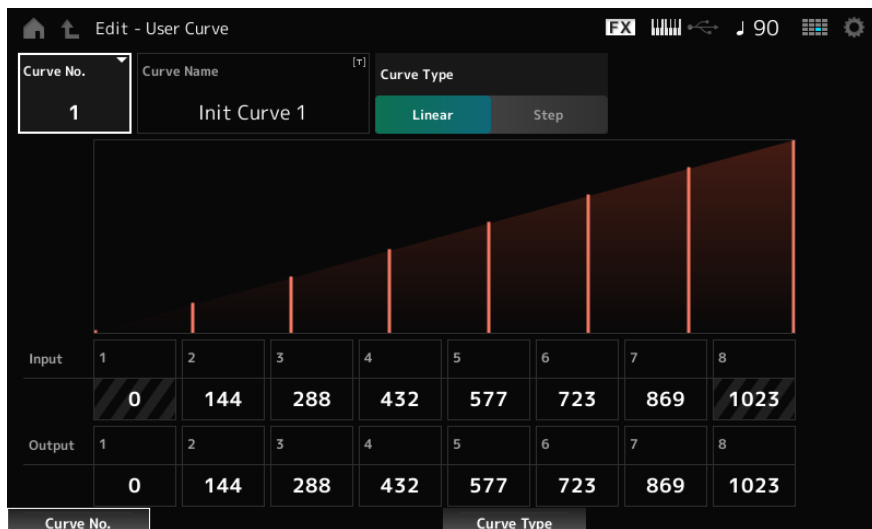 Edit - User Curve FX ♩ 90
Curve No. Curve Name [T] Curve Type
1 Init Curve 1 Linear Step
Input 1 2 3 4 5 6 7 8
0 144 288 432 577 723 869 1023
Output 1 2 3 4 5 6 7 8
0 144 288 432 577 723 869 1023
Curve No. Curve Type